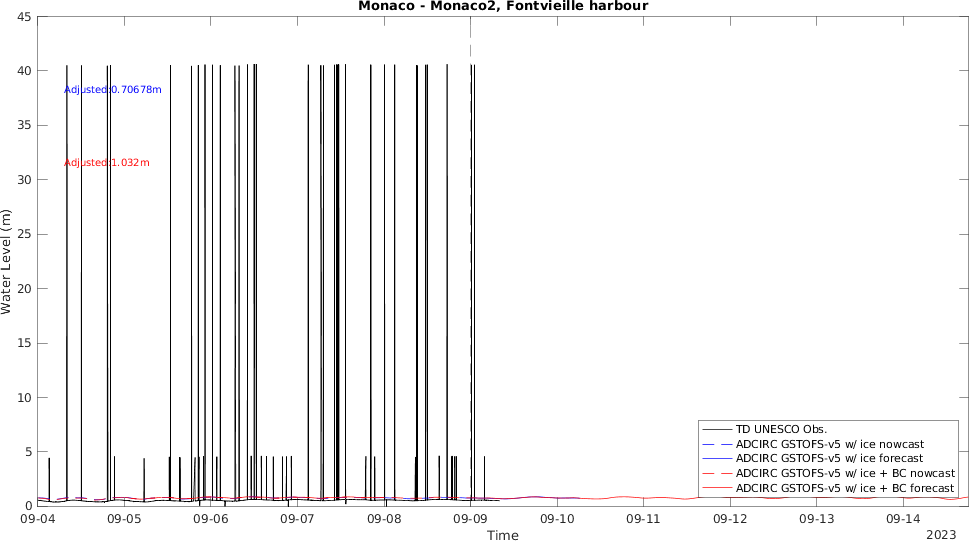 Monaco - Monaco2, Fontvieille harbour
Water Level (m)
45
40
35
30
25
20
15
10
5
0
Adjusted:0.70678m
Adjusted:1.032m
TD UNESCO Obs.
ADCIRC GSTOFS-v5 w/ ice nowcast
ADCIRC GSTOFS-v5 w/ ice forecast
ADCIRC GSTOFS-v5 w/ ice + BC nowcast
ADCIRC GSTOFS-v5 w/ ice + BC forecast
09-04 09-05 09-06 09-07 09-08 09-09 09-10 09-11 09-12 09-13 09-14
Time
2023